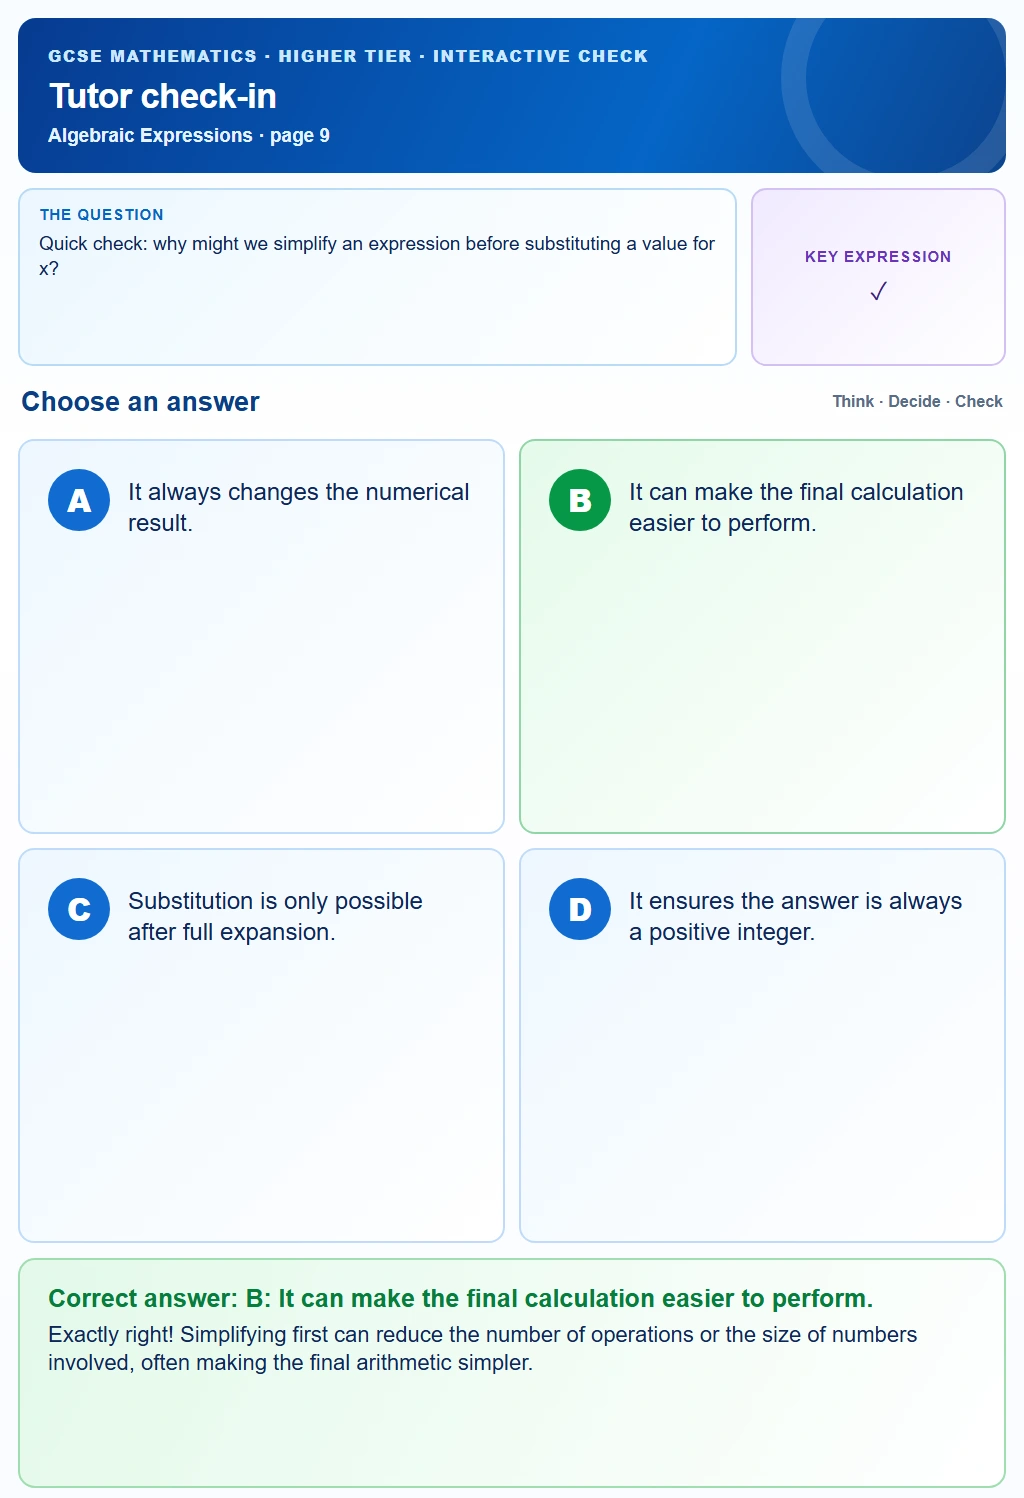 GCSE MATHEMATICS · HIGHER TIER · INTERACTIVE CHECK
Tutor check-in
Algebraic Expressions · page 9
THE QUESTION
Quick check: why might we simplify an expression before substituting a value for
x?
KEY EXPRESSION
✓
Choose an answer
Think · Decide · Check
A
It always changes the numerical
result.
B
It can make the final calculation
easier to perform.
C
Substitution is only possible
after full expansion.
D
It ensures the answer is always
a positive integer.
Correct answer: B: It can make the final calculation easier to perform.
Exactly right! Simplifying first can reduce the number of operations or the size of numbers
involved, often making the final arithmetic simpler.